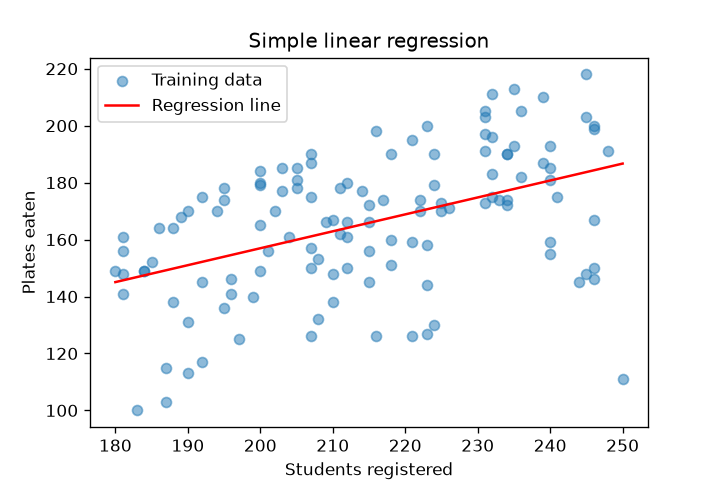 Simple linear regression
Training data
Regression line
Plates eaten
220
200
180
160
140
120
100
180 190 200 210 220 230 240 250
Students registered